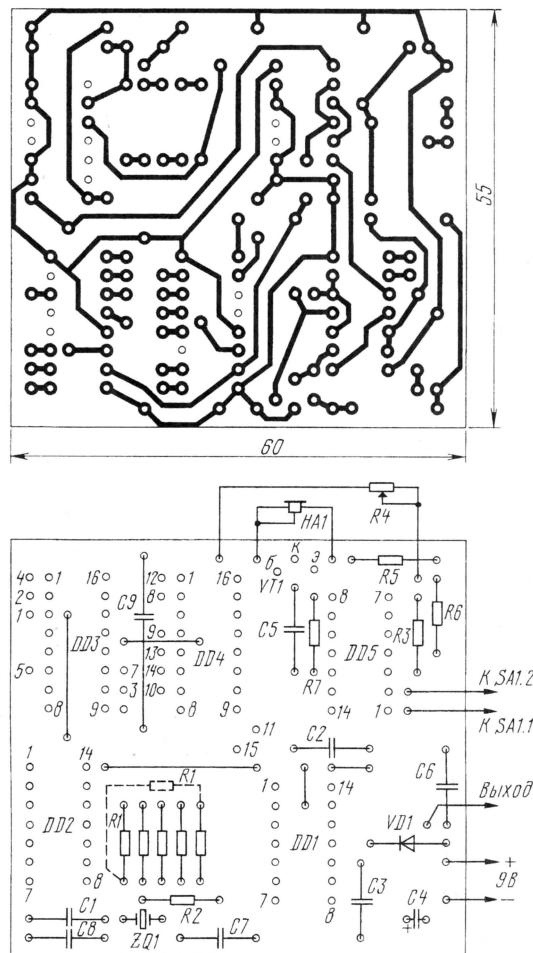 55
60
HA1
R4
б К Э
VT1
R5
4 1 16 12 1 16
2 8
1
C9
8 7
C5
R7
R3
R6
9
DD3
DD4
DD5
13
5 7 14
3 10
К SA1.2
8 9 8 9
14 1
К SA1.1
11
15
C2
1 14
R1
1 14
C6
R1
Выход
DD2
DD1
VD1
+
9В
7 8
7 8
C3
C4
+
−
C1
R2
C8
ZQ1
C7